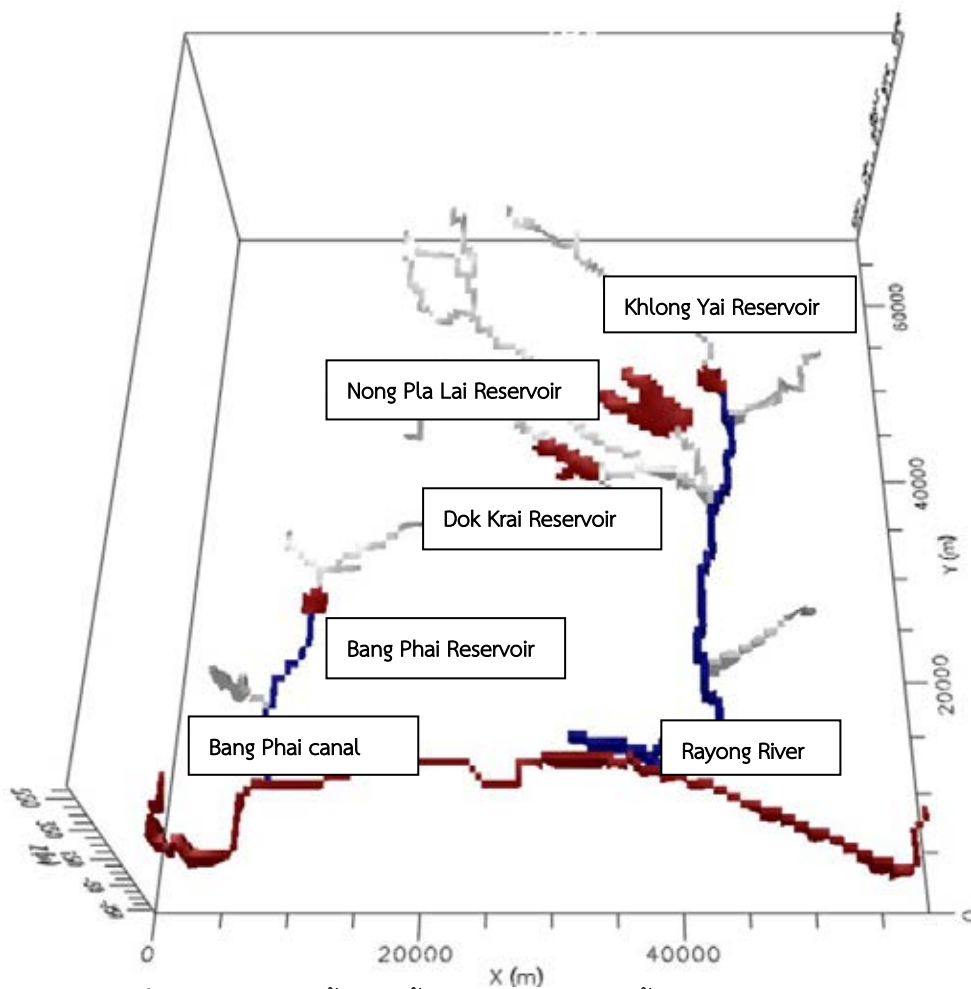 Khlong Yai Reservoir
60000
Nong Pla Lai Reservoir
40000
Dok Krai Reservoir
Y (m)
Bang Phai Reservoir
20000
Bang Phai canal
Rayong River
0
0
20000
40000
X (m)